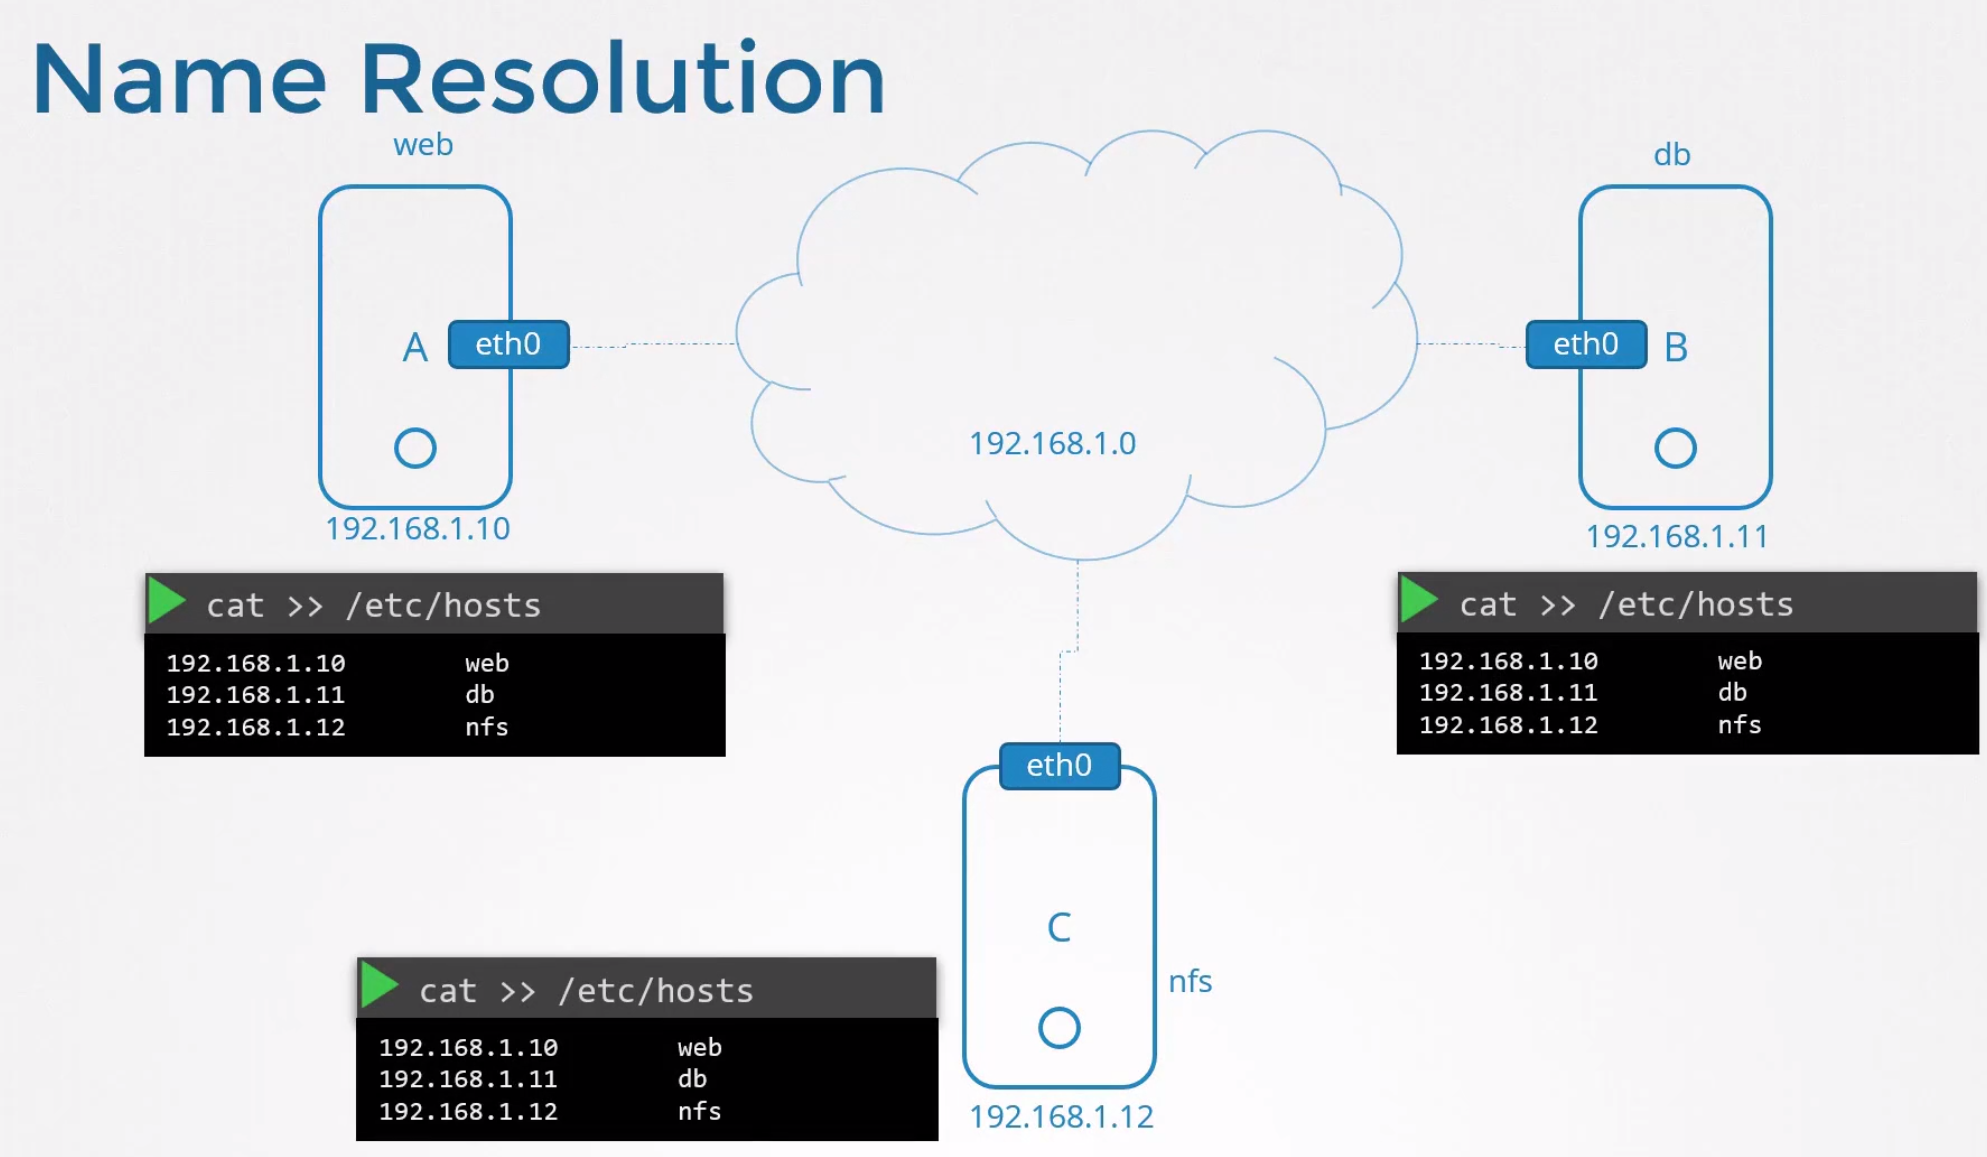 Name Resolution
web
db
A
eth0
eth0
B
192.168.1.0
192.168.1.10
192.168.1.11
cat >> /etc/hosts
192.168.1.10 web
192.168.1.11 db
192.168.1.12 nfs
cat >> /etc/hosts
192.168.1.10 web
192.168.1.11 db
192.168.1.12 nfs
eth0
C
nfs
192.168.1.12
cat >> /etc/hosts
192.168.1.10 web
192.168.1.11 db
192.168.1.12 nfs